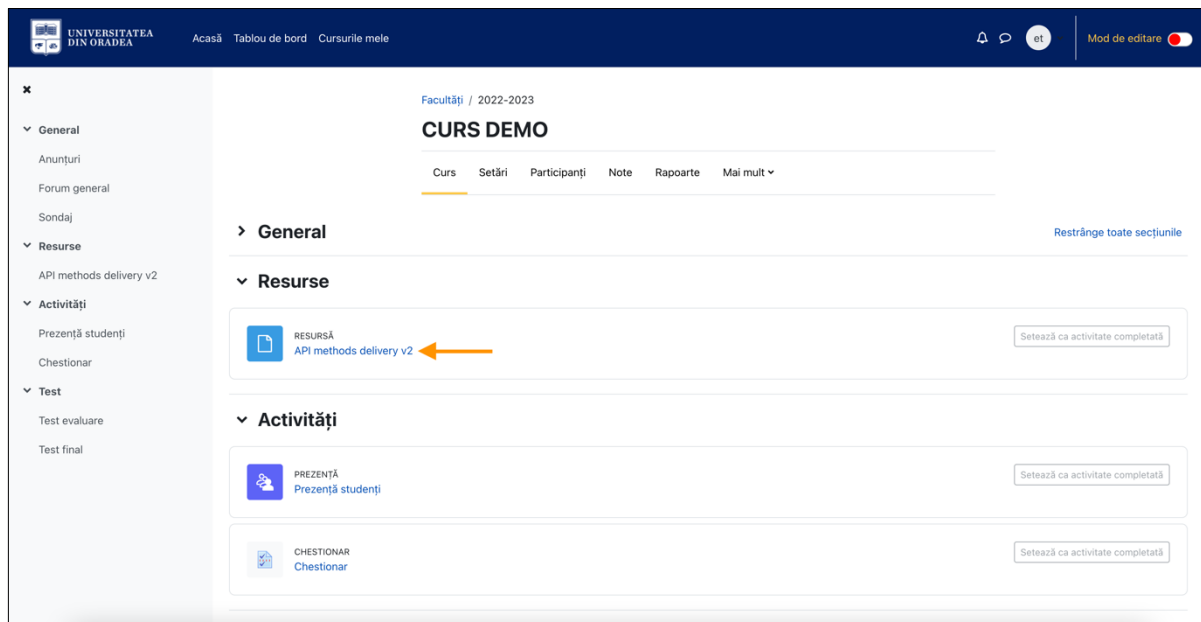 UNIVERSITATEA
DIN ORADEA
Acasă Tablou de bord Cursurile mele
et
Mod de editare
General
Anunțuri
Forum general
Sondaj
Resurse
API methods delivery v2
Activități
Prezență studenți
Chestionar
Test
Test evaluare
Test final
Facultăți / 2022-2023
CURS DEMO
Curs Setări Participanți Note Rapoarte Mai mult
General
Restrânge toate secțiunile
Resurse
RESURSĂ
API methods delivery v2
Setează ca activitate completată
Activități
PREZENȚĂ
Prezență studenți
Setează ca activitate completată
CHESTIONAR
Chestionar
Setează ca activitate completată